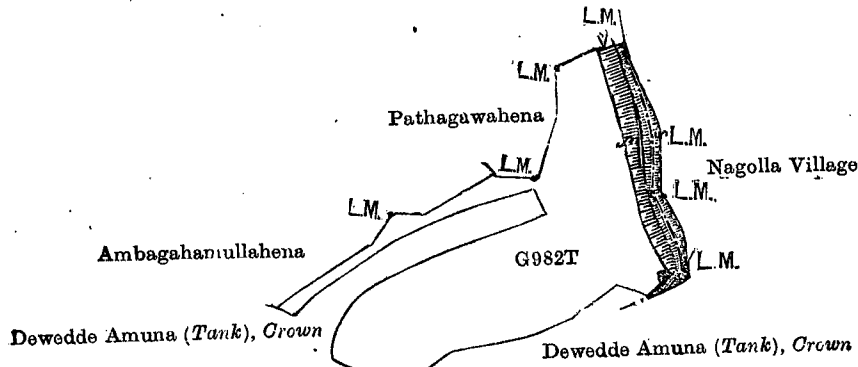 L.M.
L.M.
Pathagawahena
L.M.
Nagolla Village
L.M.
L.M.
L.M.
Ambagahamullahena
G982T
L.M.
Dewedde Amuna (Tank), Crown
Dewedde Amuna (Tank), Crown